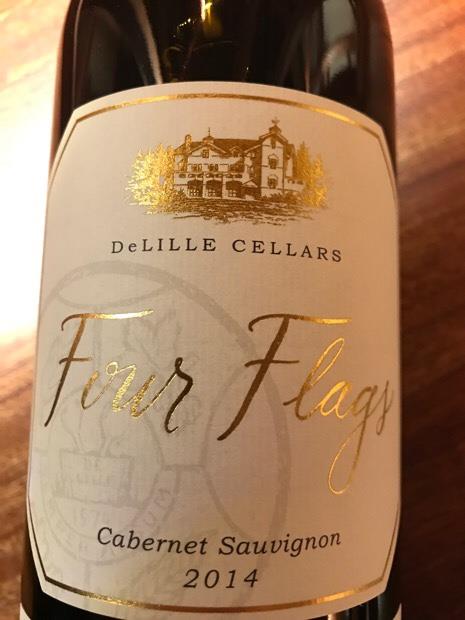 DeLILLE CELLARS
Four Flags
Cabernet Sauvignon
2014